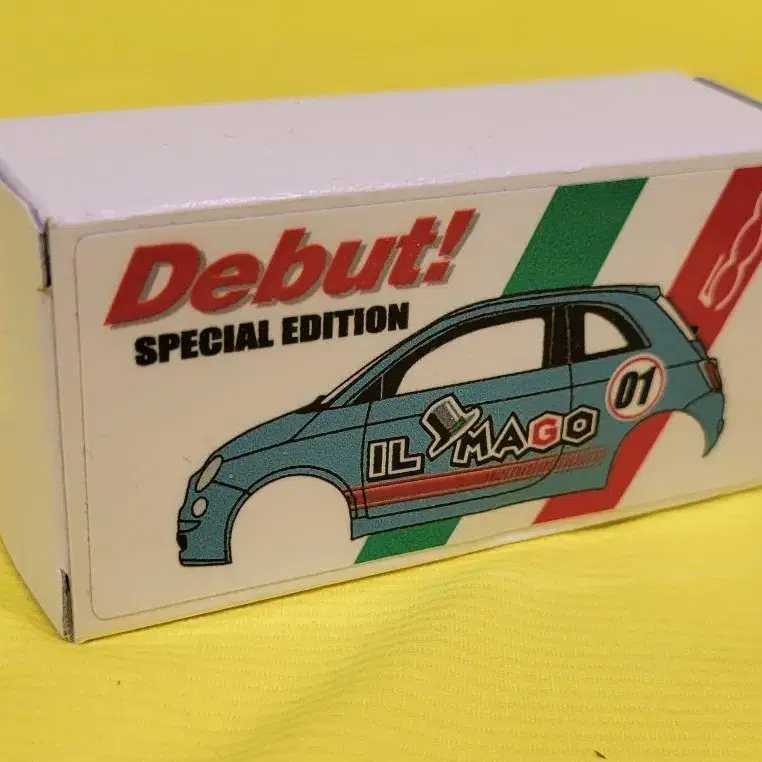 Debut!
SPECIAL EDITION
IL MAGO
01